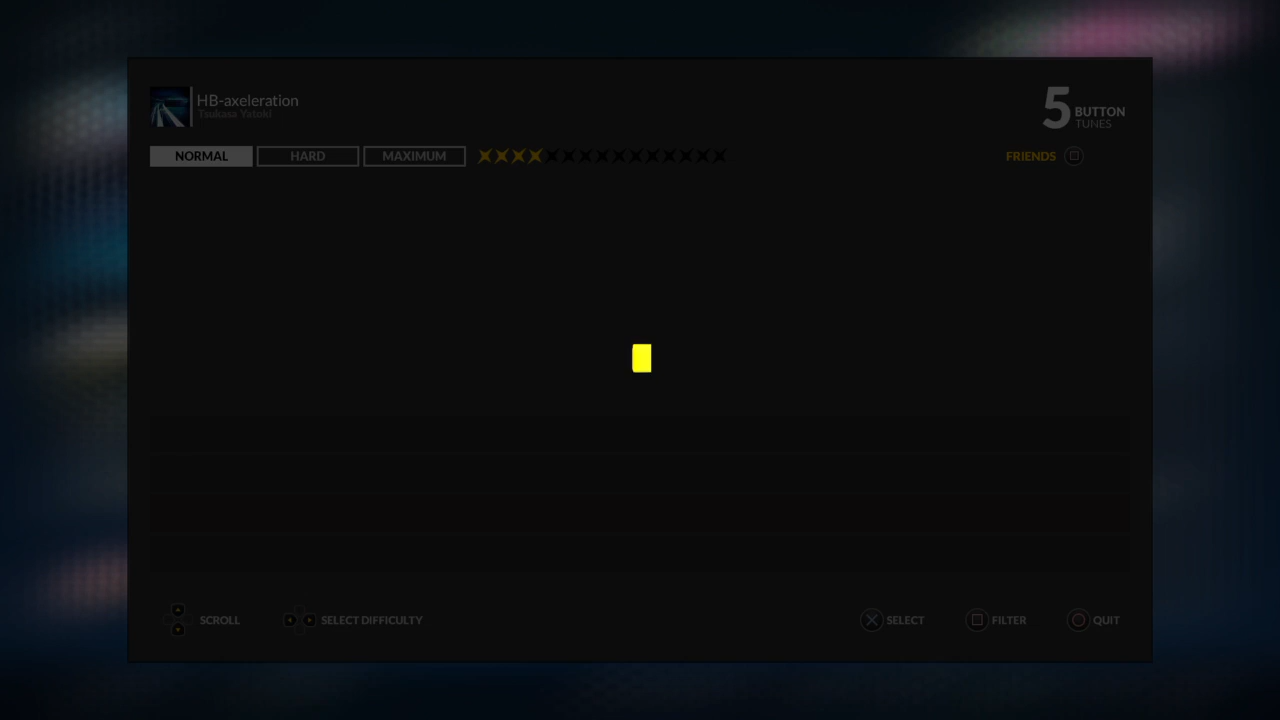 HB-axeleration
Tsukasa Yatoki
5 BUTTON
TUNES
NORMAL HARD MAXIMUM
FRIENDS
SCROLL SELECT DIFFICULTY SELECT FILTER QUIT